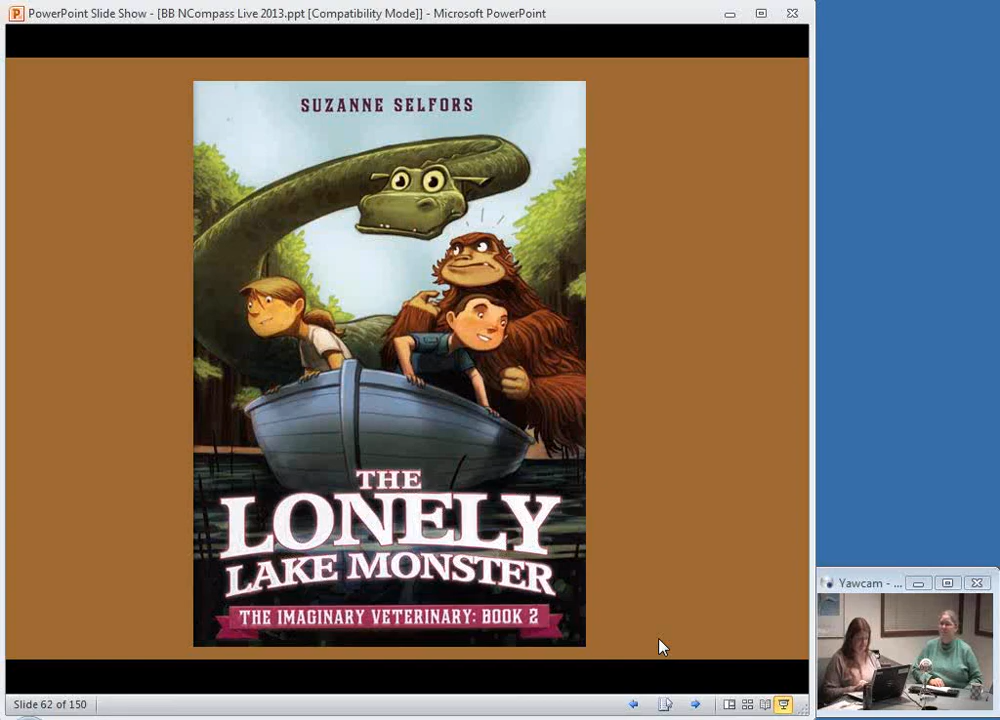 PowerPoint Slide Show - [BB NCompass Live 2013.ppt [Compatibility Mode]] - Microsoft PowerPoint
SUZANNE SELFORS
THE
LONELY
LAKE MONSTER
THE IMAGINARY VETERINARY: BOOK 2
Yawcam - ...
Slide 62 of 150